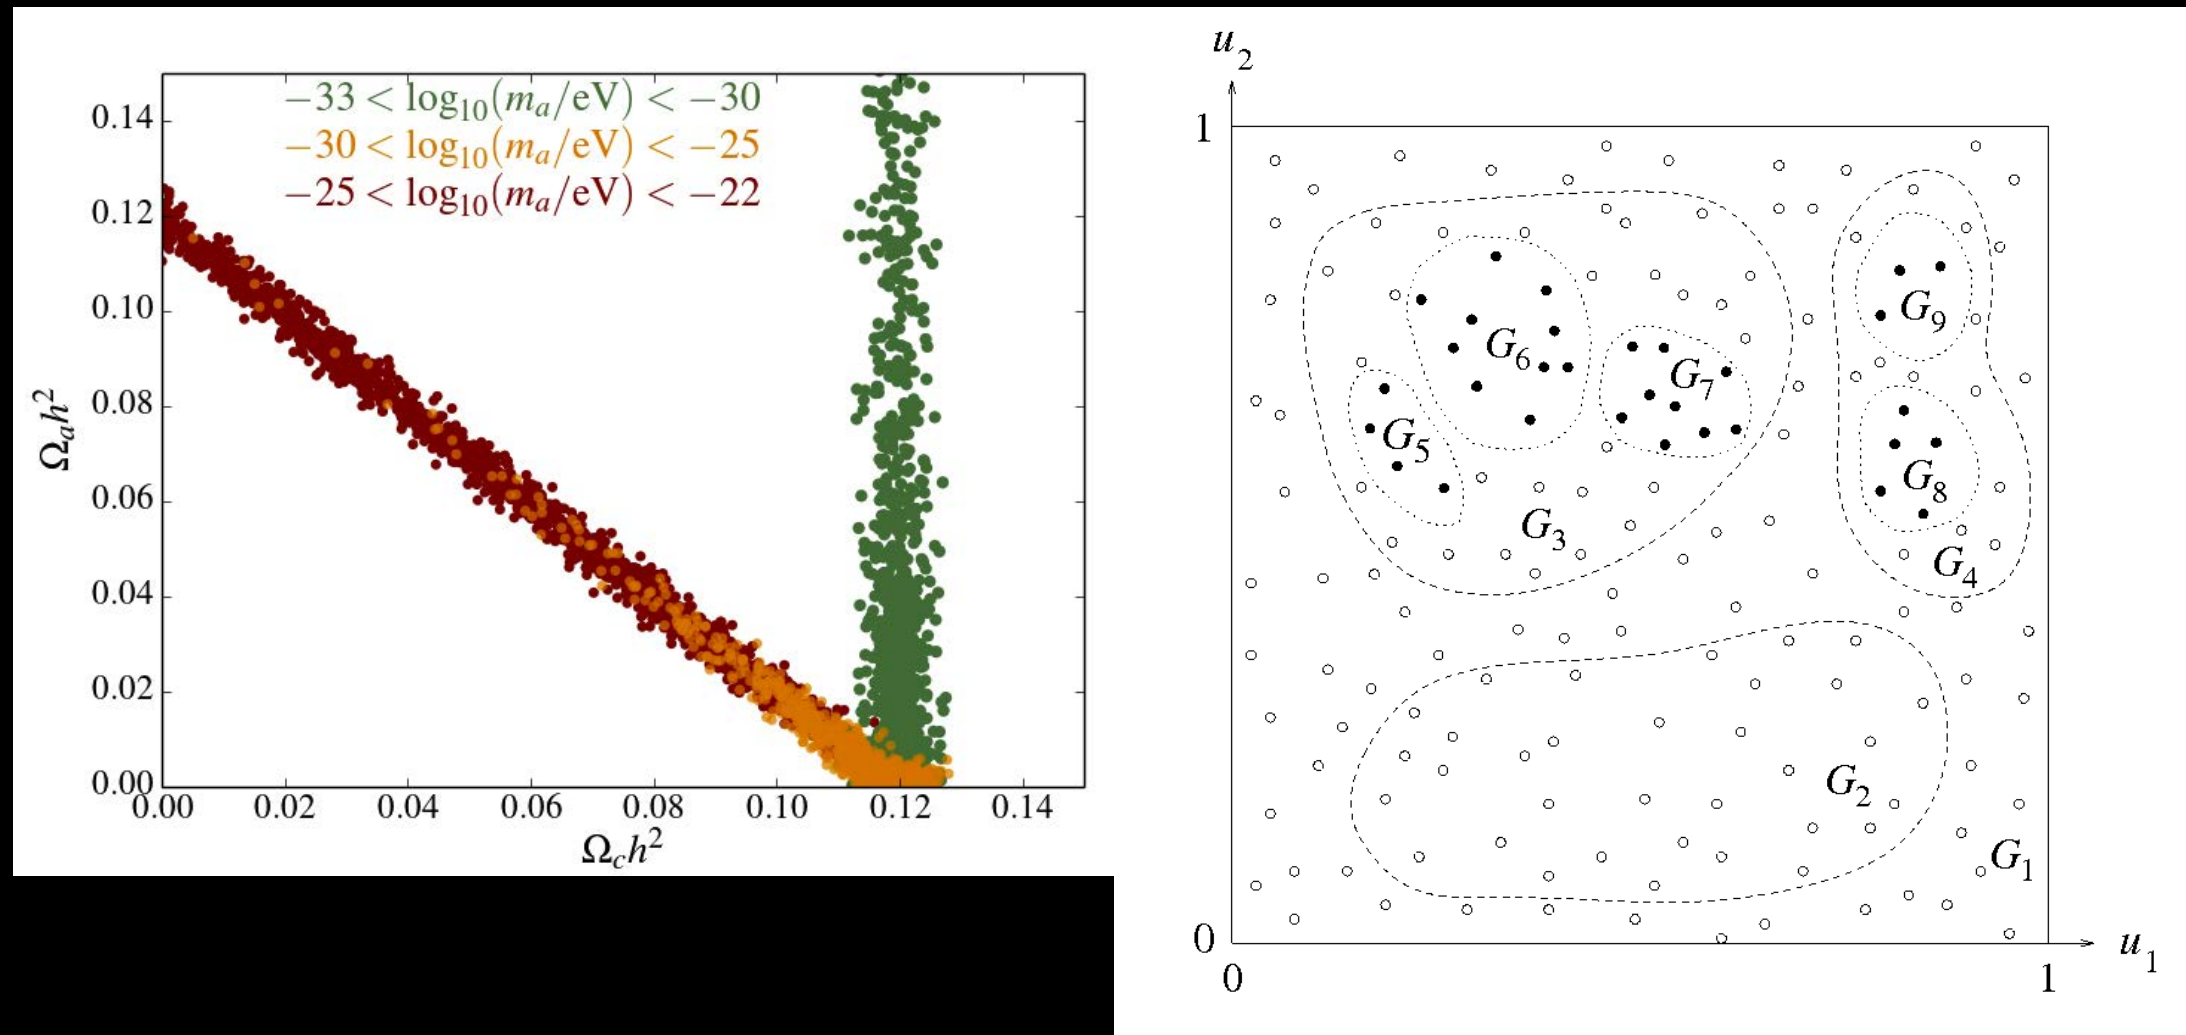 −33 < log₁₀(mₐ/eV) < −30
−30 < log₁₀(mₐ/eV) < −25
−25 < log₁₀(mₐ/eV) < −22
0.14
0.12
0.10
0.08
0.06
0.04
0.02
0.00
Ωₐh²
0.00 0.02 0.04 0.06 0.08 0.10 0.12 0.14
Ω_c h²
u₂
1
G₉
G₆
G₇
G₅
G₈
G₃
G₄
G₂
G₁
0
u₁
0 1